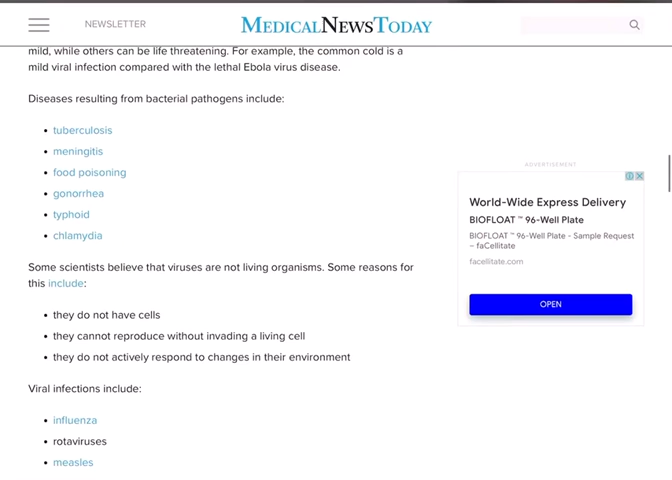 NEWSLETTER
MEDICALNEWSTODAY
mild, while others can be life threatening. For example, the common cold is a
mild viral infection compared with the lethal Ebola virus disease.
Diseases resulting from bacterial pathogens include:
• tuberculosis
• meningitis
• food poisoning
• gonorrhea
• typhoid
• chlamydia
Some scientists believe that viruses are not living organisms. Some reasons for
this include:
• they do not have cells
• they cannot reproduce without invading a living cell
• they do not actively respond to changes in their environment
Viral infections include:
• influenza
• rotaviruses
• measles
ADVERTISEMENT
World-Wide Express Delivery
BIOFLOAT ™ 96-Well Plate
BIOFLOAT ™ 96-Well Plate - Sample Request
– faCellitate
facellitate.com
OPEN